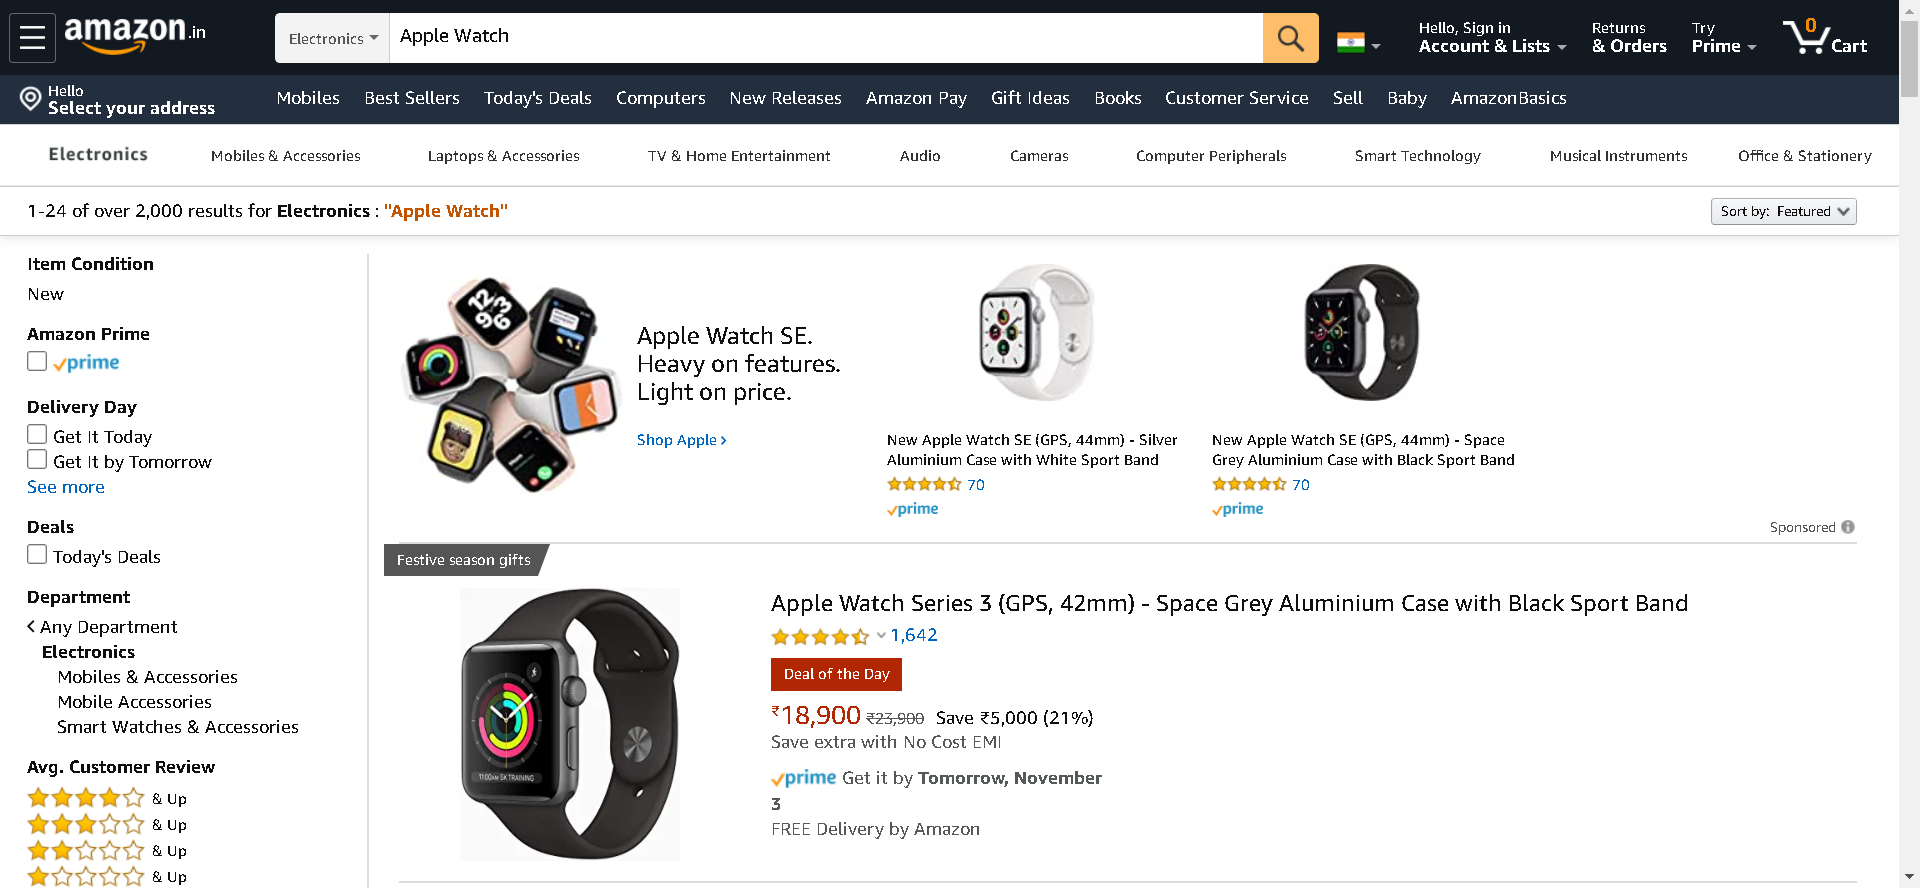 amazon.in
Electronics
Apple Watch
Hello, Sign in
Account & Lists
Returns
& Orders
Try
Prime
0
Cart
Hello
Select your address
Mobiles
Best Sellers
Today's Deals
Computers
New Releases
Amazon Pay
Gift Ideas
Books
Customer Service
Sell
Baby
AmazonBasics
Electronics
Mobiles & Accessories
Laptops & Accessories
TV & Home Entertainment
Audio
Cameras
Computer Peripherals
Smart Technology
Musical Instruments
Office & Stationery
1-24 of over 2,000 results for Electronics : "Apple Watch"
Sort by: Featured
Item Condition
New
Amazon Prime
prime
Delivery Day
Get It Today
Get It by Tomorrow
See more
Deals
Today's Deals
Department
Any Department
Electronics
Mobiles & Accessories
Mobile Accessories
Smart Watches & Accessories
Avg. Customer Review
& Up
& Up
& Up
& Up
Apple Watch SE.
Heavy on features.
Light on price.
Shop Apple ›
New Apple Watch SE (GPS, 44mm) - Silver
Aluminium Case with White Sport Band
70
prime
New Apple Watch SE (GPS, 44mm) - Space
Grey Aluminium Case with Black Sport Band
70
prime
Sponsored
Festive season gifts
Apple Watch Series 3 (GPS, 42mm) - Space Grey Aluminium Case with Black Sport Band
1,642
Deal of the Day
₹18,900 ₹23,900 Save ₹5,000 (21%)
Save extra with No Cost EMI
prime Get it by Tomorrow, November
3
FREE Delivery by Amazon
11:00AM 5K TRAINING